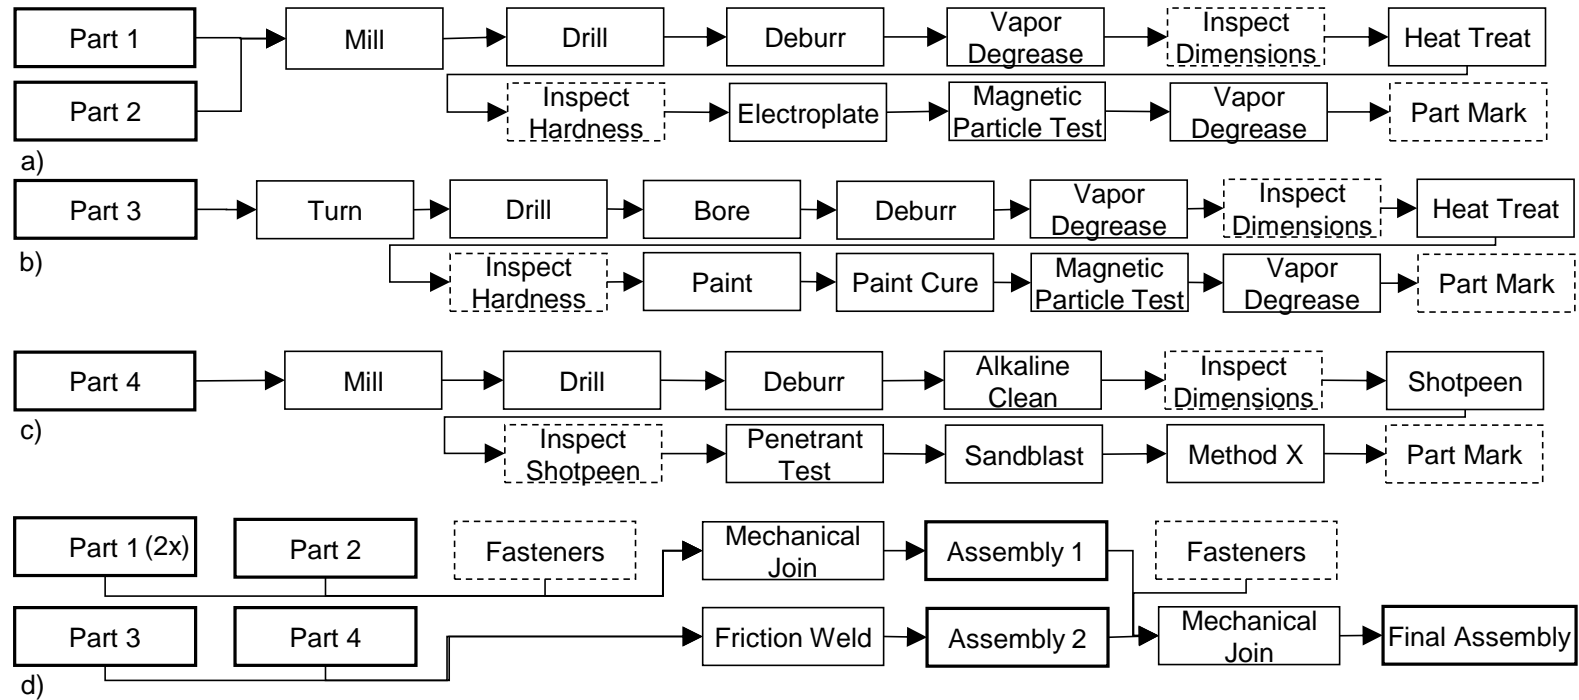 Part 1
Mill
Drill
Deburr
Vapor
Degrease
Inspect
Dimensions
Heat Treat
Part 2
Inspect
Hardness
Electroplate
Magnetic
Particle Test
Vapor
Degrease
Part Mark
a)
Part 3
Turn
Drill
Bore
Deburr
Vapor
Degrease
Inspect
Dimensions
Heat Treat
b)
Inspect
Hardness
Paint
Paint Cure
Magnetic
Particle Test
Vapor
Degrease
Part Mark
Part 4
Mill
Drill
Deburr
Alkaline
Clean
Inspect
Dimensions
Shotpeen
c)
Inspect
Shotpeen
Penetrant
Test
Sandblast
Method X
Part Mark
Part 1 (2x)
Part 2
Fasteners
Mechanical
Join
Assembly 1
Fasteners
Part 3
Part 4
Friction Weld
Assembly 2
Mechanical
Join
Final Assembly
d)